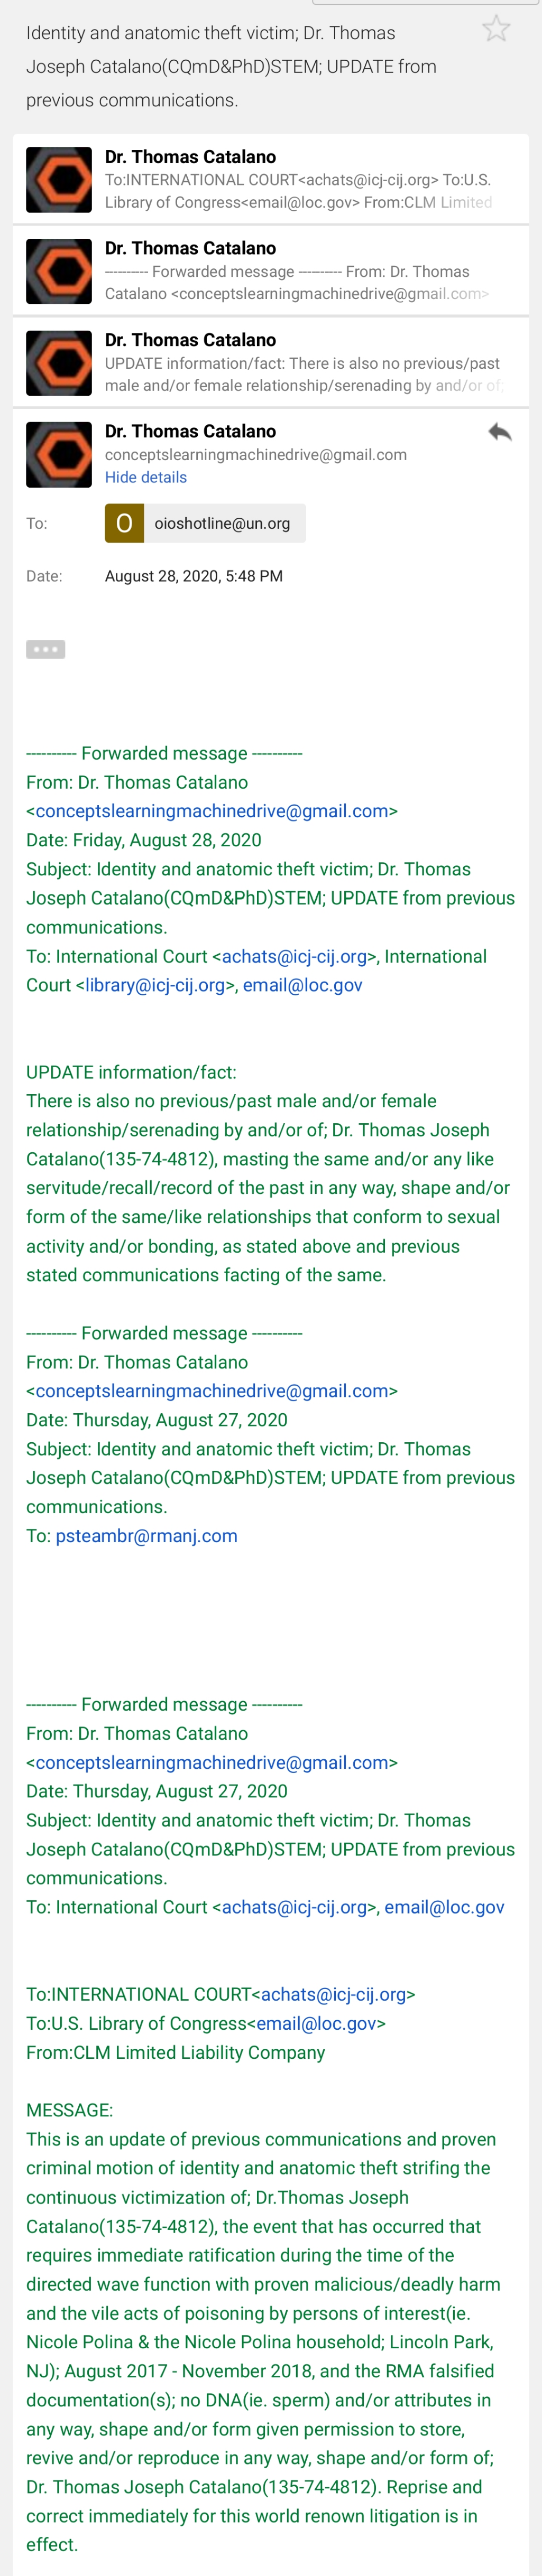 Identity and anatomic theft victim; Dr. Thomas
Joseph Catalano(CQmD&PhD)STEM; UPDATE from
previous communications.
Dr. Thomas Catalano
To:INTERNATIONAL COURT<achats@icj-cij.org> To:U.S.
Library of Congress<email@loc.gov> From:CLM Limited
Dr. Thomas Catalano
---------- Forwarded message ---------- From: Dr. Thomas
Catalano <conceptslearningmachinedrive@gmail.com>
Dr. Thomas Catalano
UPDATE information/fact: There is also no previous/past
male and/or female relationship/serenading by and/or of;
Dr. Thomas Catalano
conceptslearningmachinedrive@gmail.com
Hide details
To:
O
oioshotline@un.org
Date:
August 28, 2020, 5:48 PM
---------- Forwarded message ----------
From: Dr. Thomas Catalano
<conceptslearningmachinedrive@gmail.com>
Date: Friday, August 28, 2020
Subject: Identity and anatomic theft victim; Dr. Thomas
Joseph Catalano(CQmD&PhD)STEM; UPDATE from previous
communications.
To: International Court <achats@icj-cij.org>, International
Court <library@icj-cij.org>, email@loc.gov
UPDATE information/fact:
There is also no previous/past male and/or female
relationship/serenading by and/or of; Dr. Thomas Joseph
Catalano(135-74-4812), masting the same and/or any like
servitude/recall/record of the past in any way, shape and/or
form of the same/like relationships that conform to sexual
activity and/or bonding, as stated above and previous
stated communications facting of the same.
---------- Forwarded message ----------
From: Dr. Thomas Catalano
<conceptslearningmachinedrive@gmail.com>
Date: Thursday, August 27, 2020
Subject: Identity and anatomic theft victim; Dr. Thomas
Joseph Catalano(CQmD&PhD)STEM; UPDATE from previous
communications.
To: psteambr@rmanj.com
---------- Forwarded message ----------
From: Dr. Thomas Catalano
<conceptslearningmachinedrive@gmail.com>
Date: Thursday, August 27, 2020
Subject: Identity and anatomic theft victim; Dr. Thomas
Joseph Catalano(CQmD&PhD)STEM; UPDATE from previous
communications.
To: International Court <achats@icj-cij.org>, email@loc.gov
To:INTERNATIONAL COURT<achats@icj-cij.org>
To:U.S. Library of Congress<email@loc.gov>
From:CLM Limited Liability Company
MESSAGE:
This is an update of previous communications and proven
criminal motion of identity and anatomic theft strifing the
continuous victimization of; Dr.Thomas Joseph
Catalano(135-74-4812), the event that has occurred that
requires immediate ratification during the time of the
directed wave function with proven malicious/deadly harm
and the vile acts of poisoning by persons of interest(ie.
Nicole Polina & the Nicole Polina household; Lincoln Park,
NJ); August 2017 - November 2018, and the RMA falsified
documentation(s); no DNA(ie. sperm) and/or attributes in
any way, shape and/or form given permission to store,
revive and/or reproduce in any way, shape and/or form of;
Dr. Thomas Joseph Catalano(135-74-4812). Reprise and
correct immediately for this world renown litigation is in
effect.